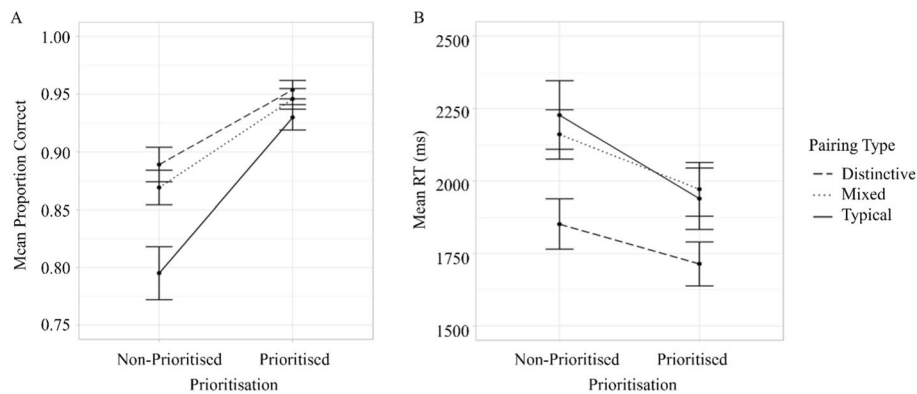 A
1.00
0.95
0.90
0.85
0.80
0.75
Mean Proportion Correct
Non-Prioritised
Prioritised
Prioritisation
B
2500
2250
2000
1750
1500
Mean RT (ms)
Non-Prioritised
Prioritised
Prioritisation
Pairing Type
Distinctive
Mixed
Typical